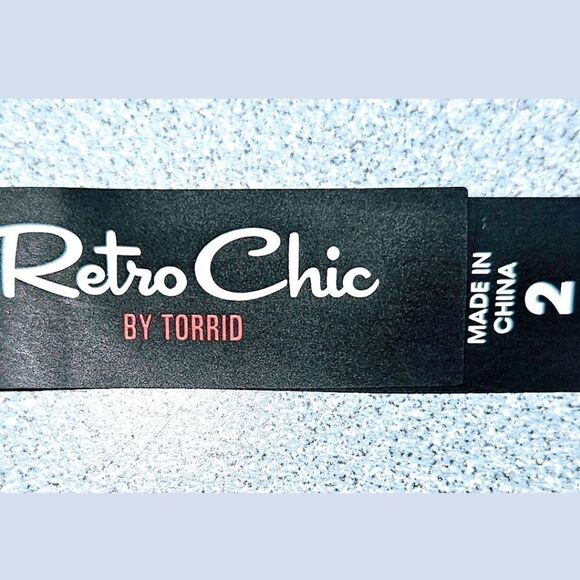 Retro Chic
BY TORRID
MADE IN
CHINA
2